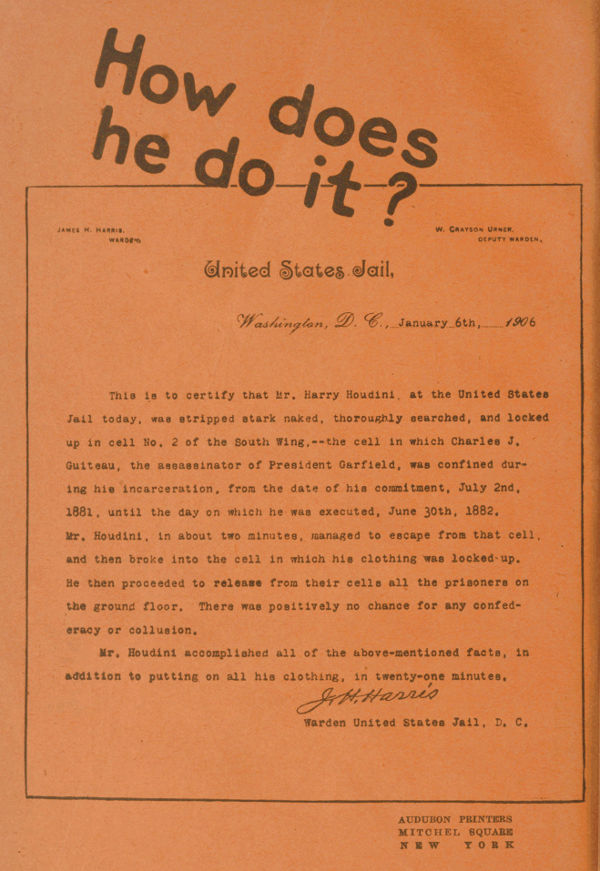 How does
he do it?
JAMES H. HARRIS,
WARDEN
W. GRAYSON URNER,
DEPUTY WARDEN.
United States Jail,
Washington, D. C., January 6th, 1906
This is to certify that Mr. Harry Houdini, at the United States
Jail today, was stripped stark naked, thoroughly searched, and locked
up in cell No. 2 of the South Wing,--the cell in which Charles J.
Guiteau, the assassinator of President Garfield, was confined dur-
ing his incarceration, from the date of his commitment, July 2nd,
1881, until the day on which he was executed, June 30th, 1882.
Mr. Houdini, in about two minutes, managed to escape from that cell,
and then broke into the cell in which his clothing was locked up.
He then proceeded to release from their cells all the prisoners on
the ground floor. There was positively no chance for any confed-
eracy or collusion.
Mr. Houdini accomplished all of the above-mentioned facts, in
addition to putting on all his clothing, in twenty-one minutes.
J. H. Harris
Warden United States Jail, D. C.
AUDUBON PRINTERS
MITCHEL SQUARE
NEW YORK